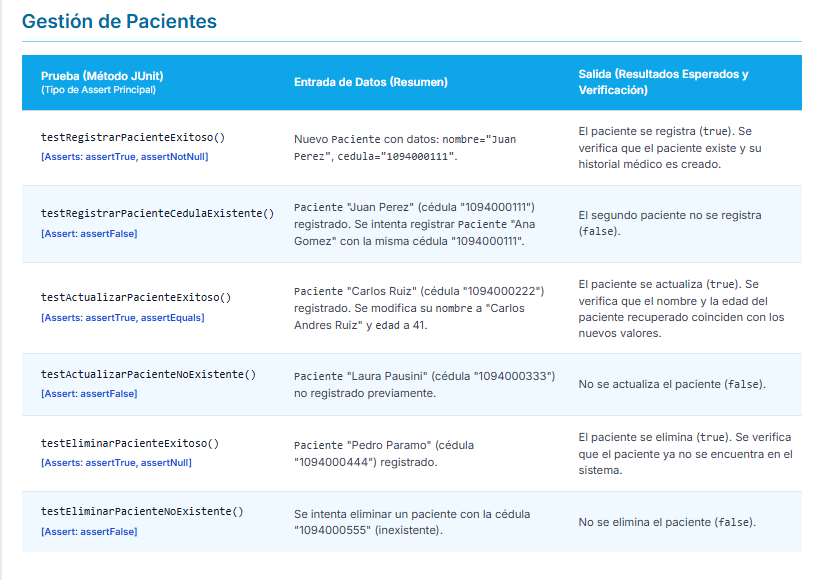 Gestión de Pacientes
Prueba (Método JUnit)
(Tipo de Assert Principal)
Entrada de Datos (Resumen)
Salida (Resultados Esperados y
Verificación)
testRegistrarPacienteExitoso()
[Asserts: assertTrue, assertNotNull]
Nuevo Paciente con datos: nombre="Juan
Perez", cedula="1094000111".
El paciente se registra (true). Se
verifica que el paciente existe y su
historial médico es creado.
testRegistrarPacienteCedulaExistente()
[Assert: assertFalse]
Paciente "Juan Perez" (cédula "1094000111")
registrado. Se intenta registrar Paciente "Ana
Gomez" con la misma cédula "1094000111".
El segundo paciente no se registra
(false).
testActualizarPacienteExitoso()
[Asserts: assertTrue, assertEquals]
Paciente "Carlos Ruiz" (cédula "1094000222")
registrado. Se modifica su nombre a "Carlos
Andres Ruiz" y edad a 41.
El paciente se actualiza (true). Se
verifica que el nombre y la edad del
paciente recuperado coinciden con los
nuevos valores.
testActualizarPacienteNoExistente()
[Assert: assertFalse]
Paciente "Laura Pausini" (cédula "1094000333")
no registrado previamente.
No se actualiza el paciente (false).
testEliminarPacienteExitoso()
[Asserts: assertTrue, assertNull]
Paciente "Pedro Paramo" (cédula
"1094000444") registrado.
El paciente se elimina (true). Se verifica
que el paciente ya no se encuentra en el
sistema.
testEliminarPacienteNoExistente()
[Assert: assertFalse]
Se intenta eliminar un paciente con la cédula
"1094000555" (inexistente).
No se elimina el paciente (false).